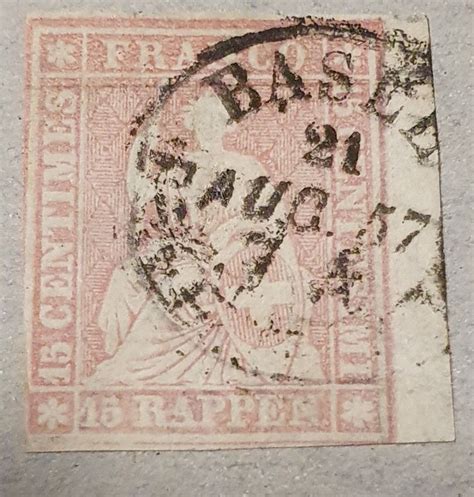 FRANCO
15 CENTIMES
15 RAPPEN
BASEL
21
AUG. 57